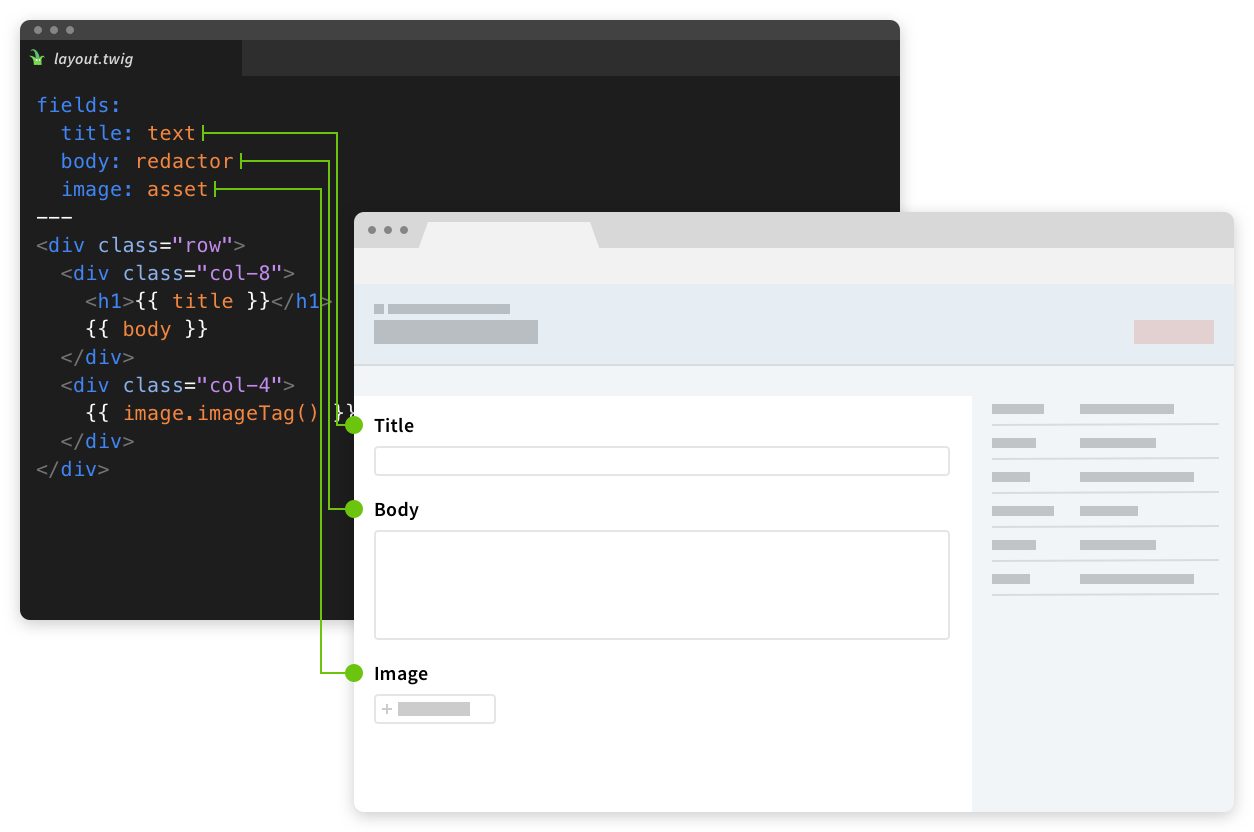 layout.twig
fields:
  title: text
  body: redactor
  image: asset
---
<div class="row">
  <div class="col-8">
    <h1>{{ title }}</h1>
    {{ body }}
  </div>
  <div class="col-4">
    {{ image.imageTag() }}
  </div>
</div>
Title
Body
Image
+